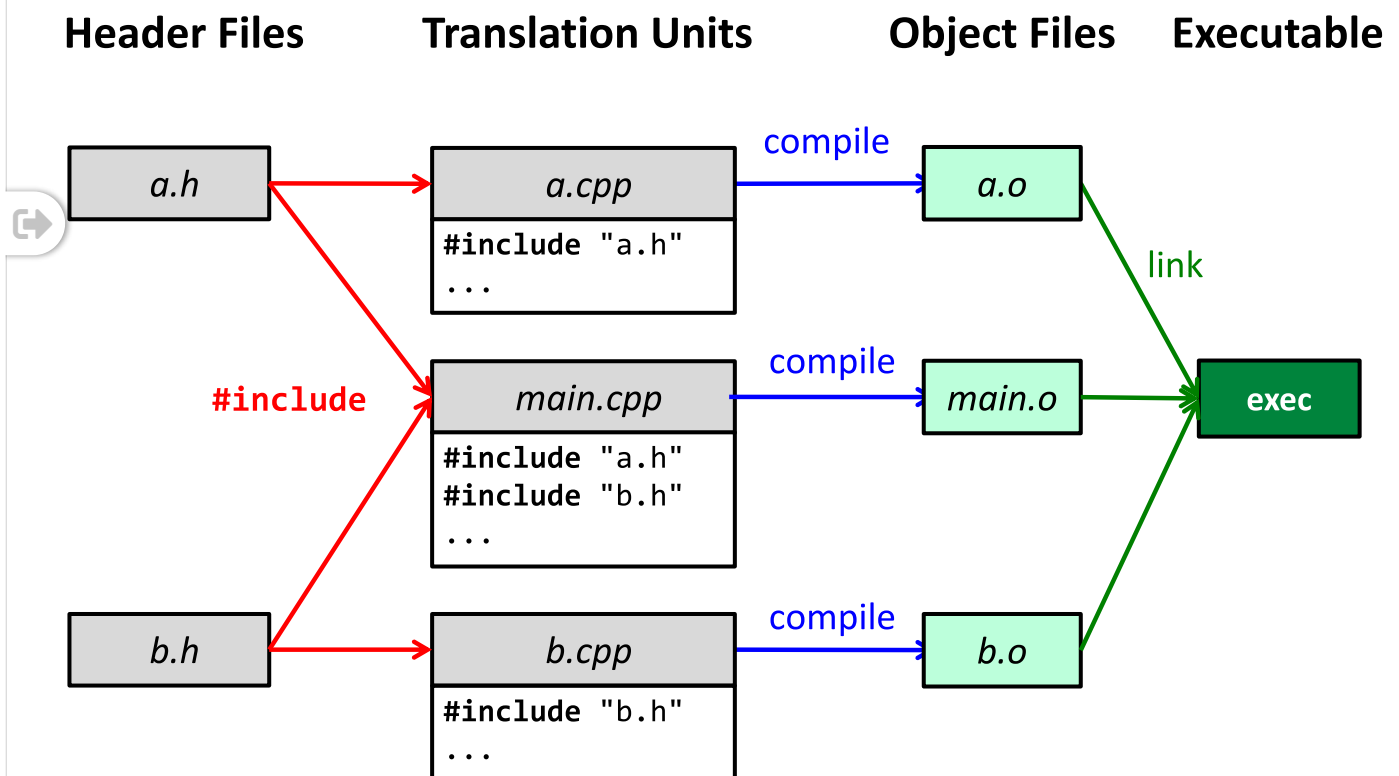 Header Files
Translation Units
Object Files
Executable
compile
a.h
a.cpp
a.o
#include "a.h"
...
link
compile
#include
main.cpp
main.o
exec
#include "a.h"
#include "b.h"
...
compile
b.h
b.cpp
b.o
#include "b.h"
...